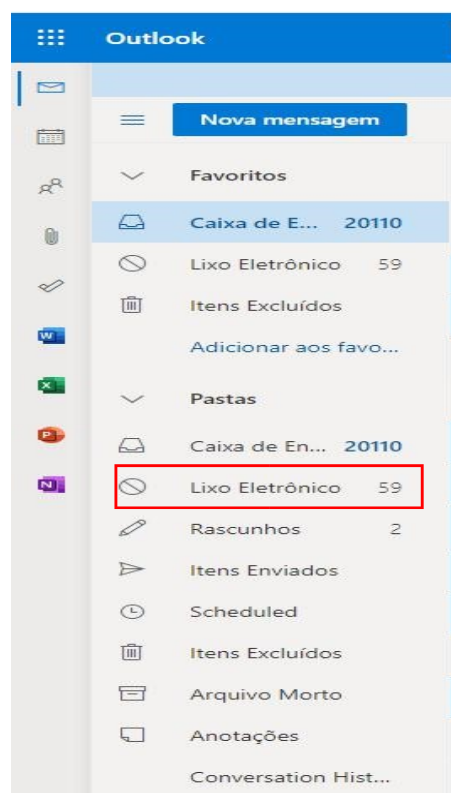 Outlook
Nova mensagem
Favoritos
Caixa de E... 20110
Lixo Eletrônico 59
Itens Excluídos
Adicionar aos favo...
Pastas
Caixa de En... 20110
Lixo Eletrônico 59
Rascunhos 2
Itens Enviados
Scheduled
Itens Excluídos
Arquivo Morto
Anotações
Conversation Hist...